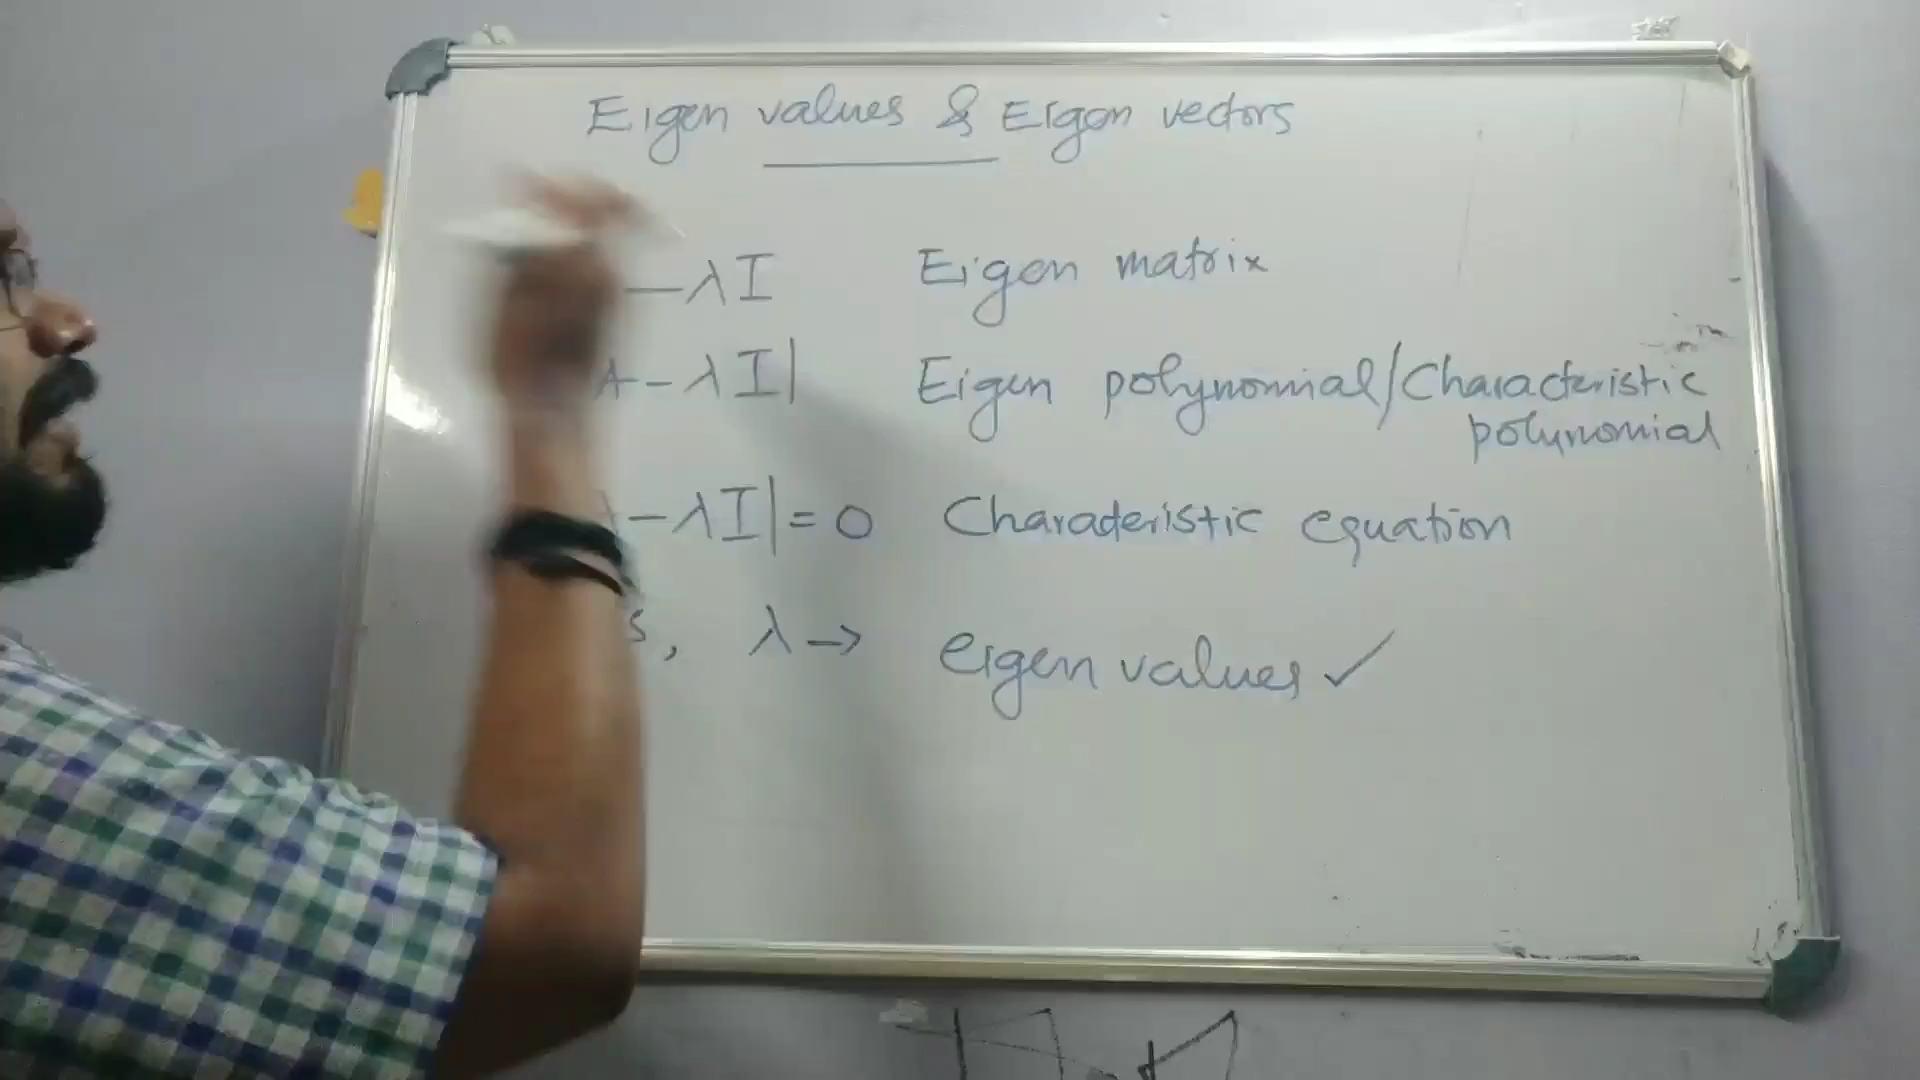 Eigen values & Eigen vectors
-λI Eigen matrix
A-λI| Eigen polynomial/Characteristic
polynomial
-λI|=0 Characteristic equation
s, λ→ eigen values ✓